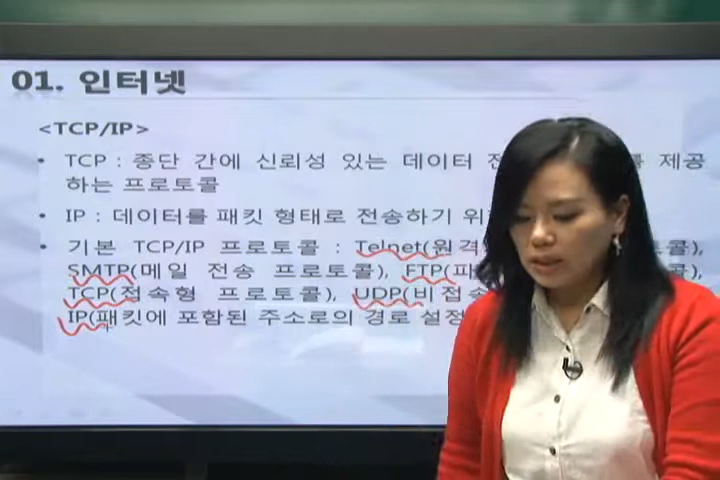 01. 인터넷
<TCP/IP>
• TCP : 종단 간에 신뢰성 있는 데이터 제공
하는 프로토콜
• IP : 데이터를 패킷 형태로 전송하기
• 기본 TCP/IP 프로토콜 : Telnet(원격
SMTP(메일 전송 프로토콜), FTP(
TCP(접속형 프로토콜), UDP(비접속
IP(패킷에 포함된 주소로의 경로 설정